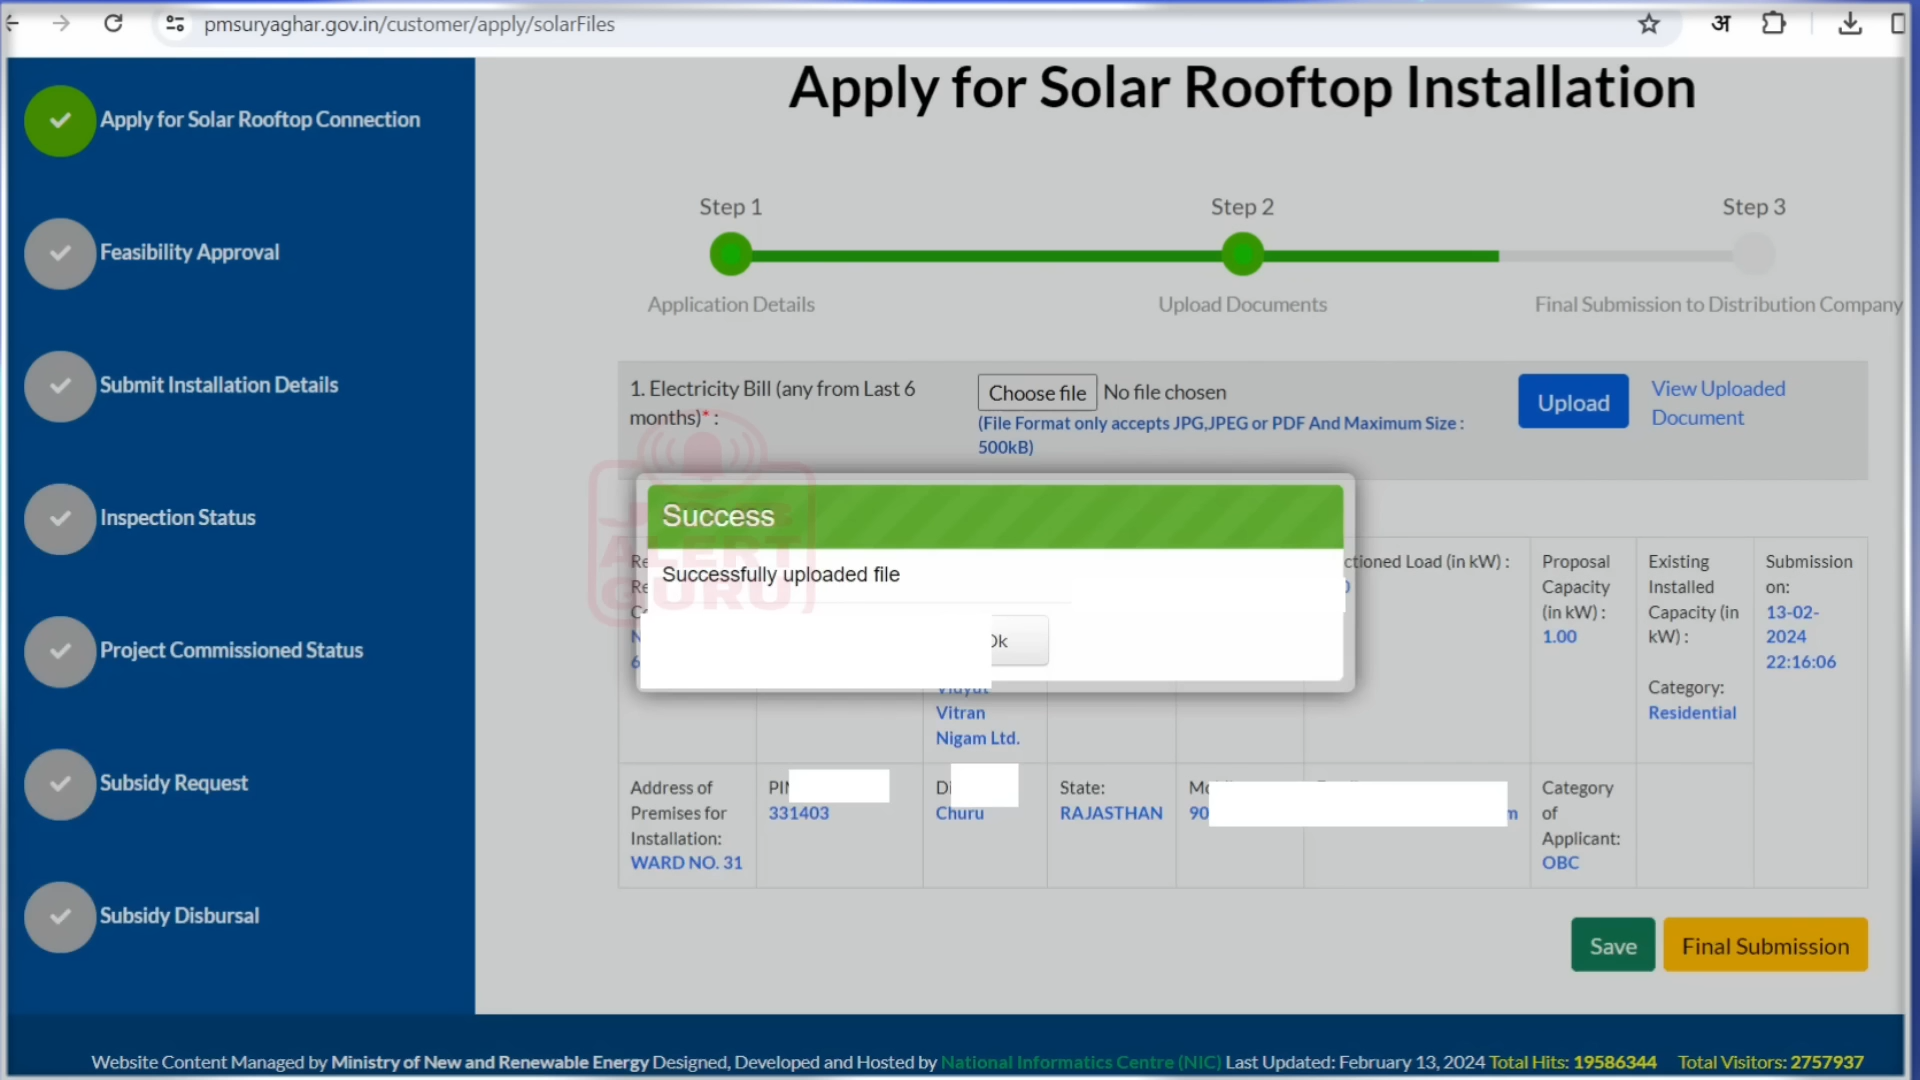 pmsuryaghar.gov.in/customer/apply/solarFiles
अ
Apply for Solar Rooftop Connection
Feasibility Approval
Submit Installation Details
Inspection Status
Project Commissioned Status
Subsidy Request
Subsidy Disbursal
Apply for Solar Rooftop Installation
Step 1
Step 2
Step 3
Application Details
Upload Documents
Final Submission to Distribution Company
1. Electricity Bill (any from Last 6
months)* :
Choose file No file chosen
(File Format only accepts JPG,JPEG or PDF And Maximum Size :
500kB)
Upload
View Uploaded
Document
Success
Successfully uploaded file
ALERT
GURU
Load (in kW) :
Proposal
Capacity
(in kW) :
1.00
Existing
Installed
Capacity (in
kW) :
Category:
Residential
Submission
on:
13-02-
2024
22:16:06
Vitran
Nigam Ltd.
Address of
Premises for
Installation:
WARD NO. 31
331403
Churu
State:
RAJASTHAN
90
Category
of
Applicant:
OBC
Save
Final Submission
Website Content Managed by Ministry of New and Renewable Energy Designed, Developed and Hosted by National Informatics Centre (NIC) Last Updated: February 13, 2024 Total Hits: 19586344 Total Visitors: 2757937